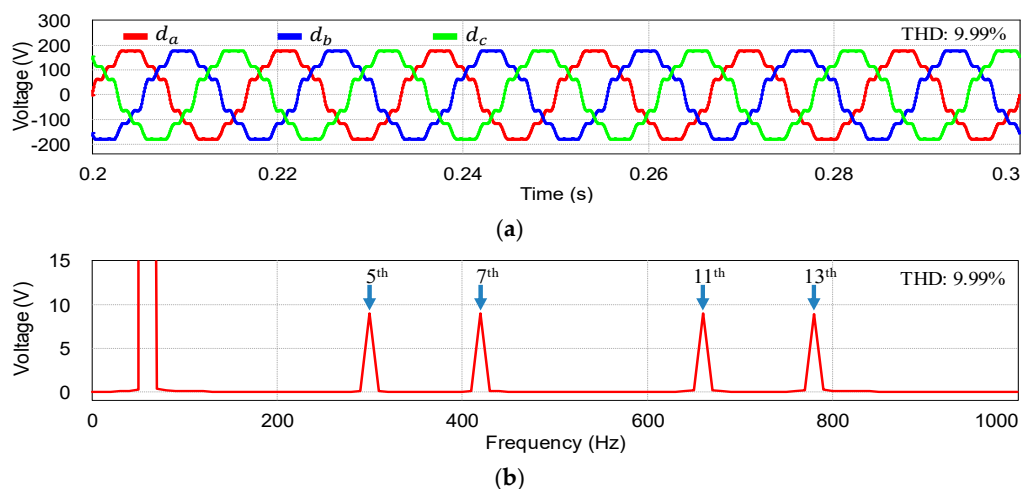 (a)
300
200
100
0
-100
-200
Voltage (V)
d_a d_b d_c THD: 9.99%
0.2 0.22 0.24 0.26 0.28 0.3
Time (s)
(a)
15
10
5
0
Voltage (V)
5th 7th 11th 13th THD: 9.99%
0 200 400 600 800 1000
Frequency (Hz)
(b)